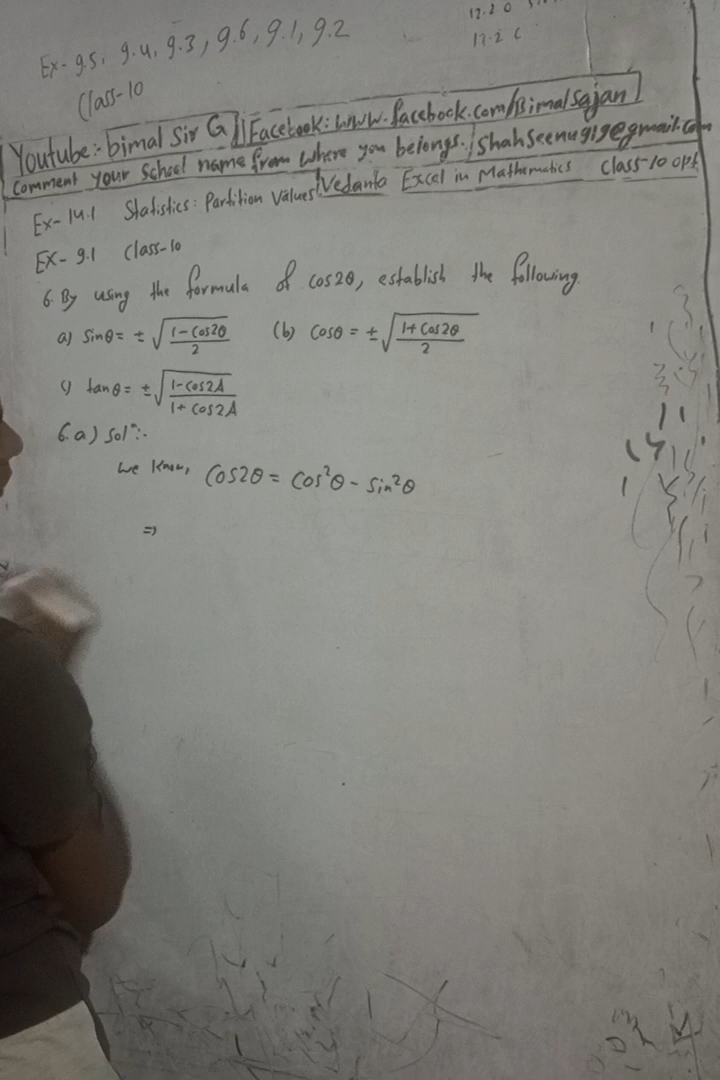 17.2 C
Ex- 9.5, 9.4, 9.3, 9.6, 9.1, 9.2
Class-10
Youtube:- bimal Sir G || Facebook: www.facebook.com/Bimalsajan
Comment your School name from where you belongs. / Shahseenu919@gmail.com
Ex- 14.1 Statistics: Partition Values / Vedanta Excel in Mathematics Class-10 opt
Ex- 9.1 Class-10
6. By using the formula of cos2θ, establish the following.
a) Sinθ = ± √((1-Cos2θ)/2) (b) Cosθ = ± √((1+Cos2θ)/2)
c) tanθ = ± √((1-Cos2A)/(1+Cos2A))
6.a) Solⁿ:-
We know, Cos2θ = Cos²θ - Sin²θ
⇒